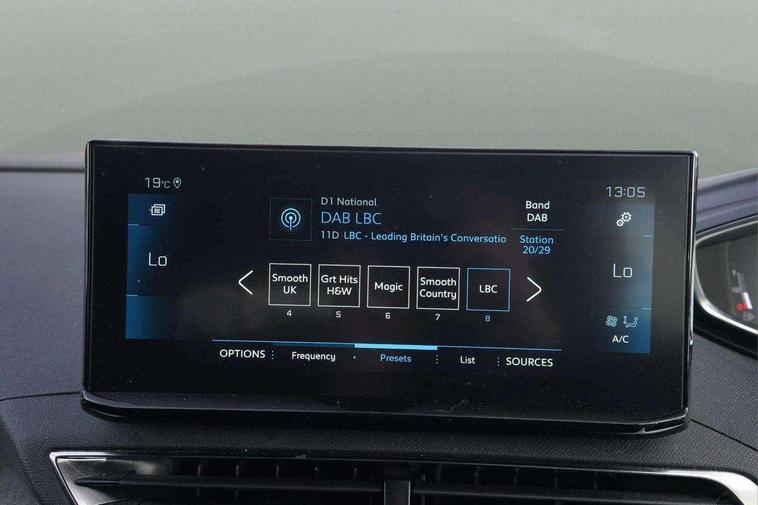 19°C
13:05
D1 National
DAB LBC
11D LBC - Leading Britain's Conversatio
Band
DAB
Station
20/29
Lo
Lo
Smooth
UK
4
Grt Hits
H&W
5
Magic
6
Smooth
Country
7
LBC
8
A/C
OPTIONS
Frequency
Presets
List
SOURCES